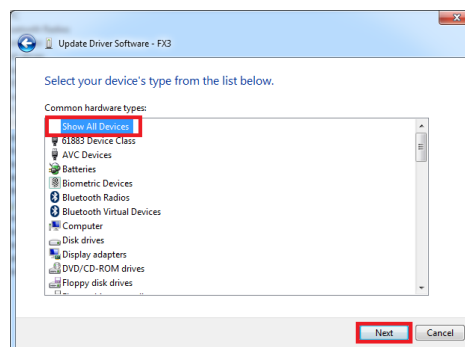 Update Driver Software - FX3
Select your device's type from the list below.
Common hardware types:
Show All Devices
61883 Device Class
AVC Devices
Batteries
Biometric Devices
Bluetooth Radios
Bluetooth Virtual Devices
Computer
Disk drives
Display adapters
DVD/CD-ROM drives
Floppy disk drives
Next
Cancel